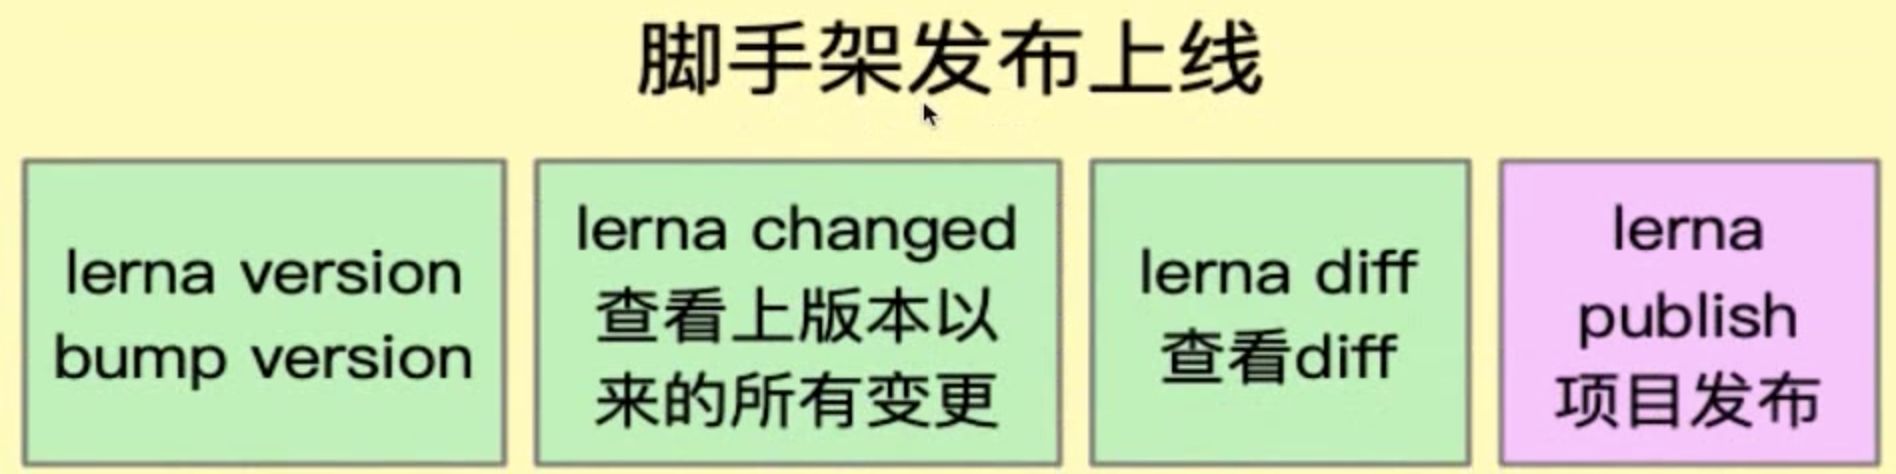 脚手架发布上线
lerna version
bump version
lerna changed
查看上版本以
来的所有变更
lerna diff
查看diff
lerna
publish
项目发布